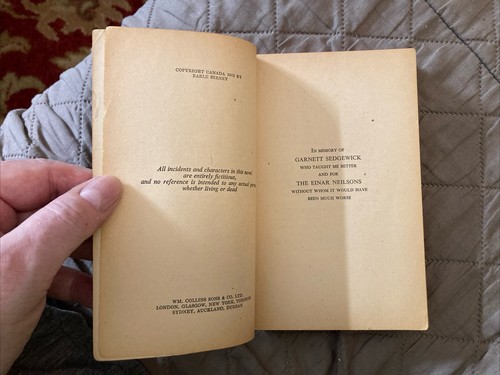 COPYRIGHT CANADA 1955 BY
EARLE BIRNEY
All incidents and characters in this novel
are entirely fictitious,
and no reference is intended to any actual person
whether living or dead
WM. COLLINS SONS & CO. LTD.
LONDON, GLASGOW, NEW YORK, TORONTO
SYDNEY, AUCKLAND, DURBAN
IN MEMORY OF
GARNETT SEDGEWICK
WHO TAUGHT ME BETTER
AND FOR
THE EINAR NEILSONS
WITHOUT WHOM IT WOULD HAVE
BEEN MUCH WORSE